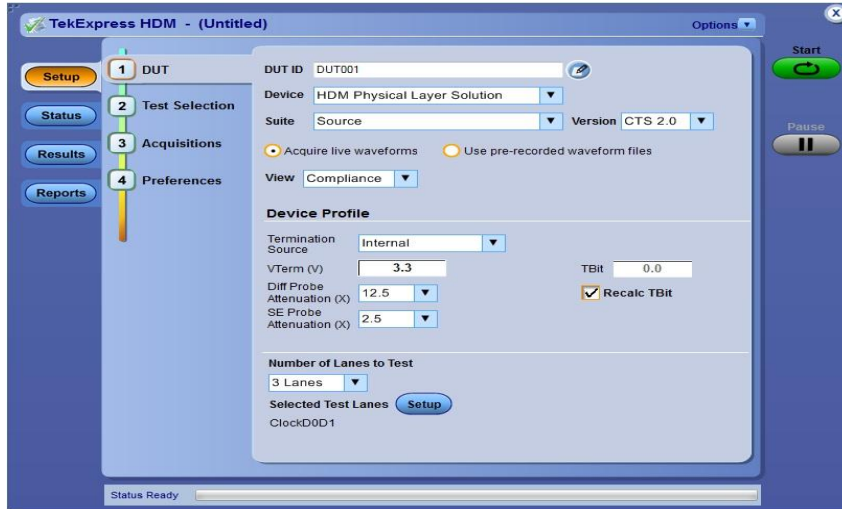 TekExpress HDM - (Untitled)
Options
x
Start
Pause
Setup
Status
Results
Reports
1 DUT
2 Test Selection
3 Acquisitions
4 Preferences
DUT ID DUT001
Device HDM Physical Layer Solution
Suite Source Version CTS 2.0
Acquire live waveforms Use pre-recorded waveform files
View Compliance
Device Profile
Termination
Source Internal
VTerm (V) 3.3 TBit 0.0
Diff Probe
Attenuation (X) 12.5 Recalc TBit
SE Probe
Attenuation (X) 2.5
Number of Lanes to Test
3 Lanes
Selected Test Lanes Setup
ClockD0D1
Status Ready